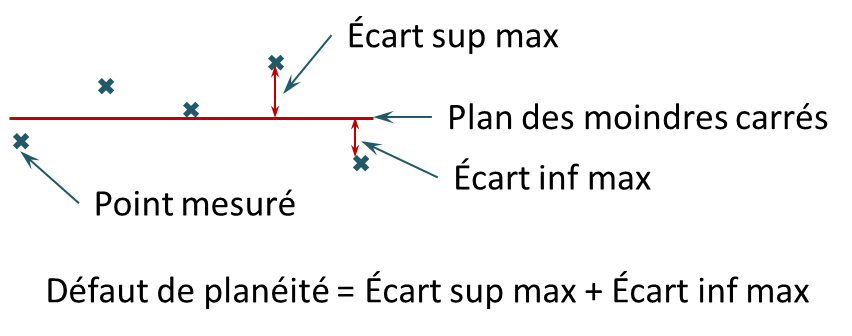 Écart sup max
Plan des moindres carrés
Écart inf max
Point mesuré
Défaut de planéité = Écart sup max + Écart inf max